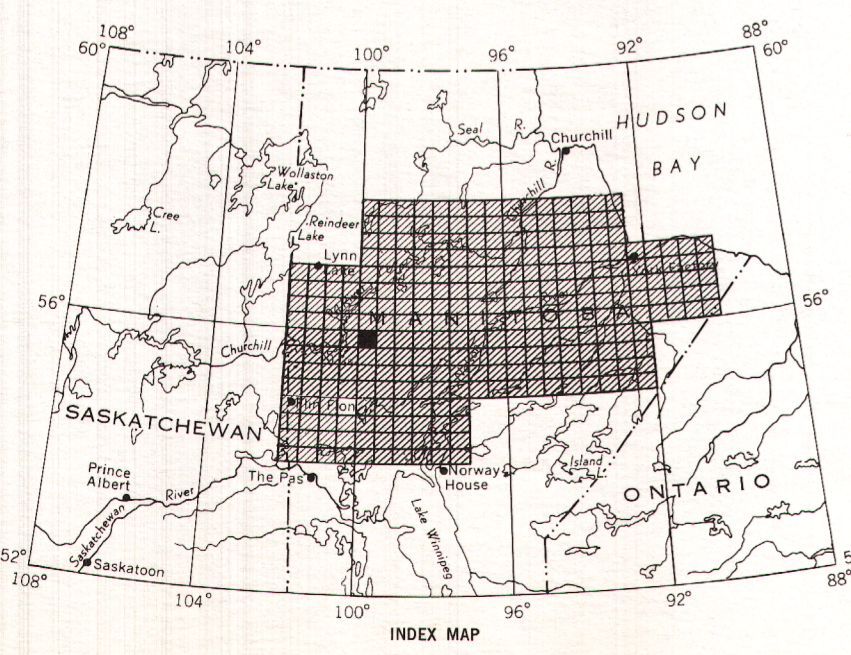 108°
104°
100°
96°
92°
88°
60°
60°
Seal R.
Churchill
HUDSON
BAY
Wollaston
Lake
Churchill R.
Cree
L.
Reindeer
Lake
Lynn
Lake
56°
56°
MANITOBA
Churchill
Flin Flon
SASKATCHEWAN
Prince
Albert
River
The Pas
Norway
House
Island
L.
ONTARIO
Saskatchewan
Lake Winnipeg
52°
Saskatoon
108°
88°
104°
100°
96°
92°
INDEX MAP